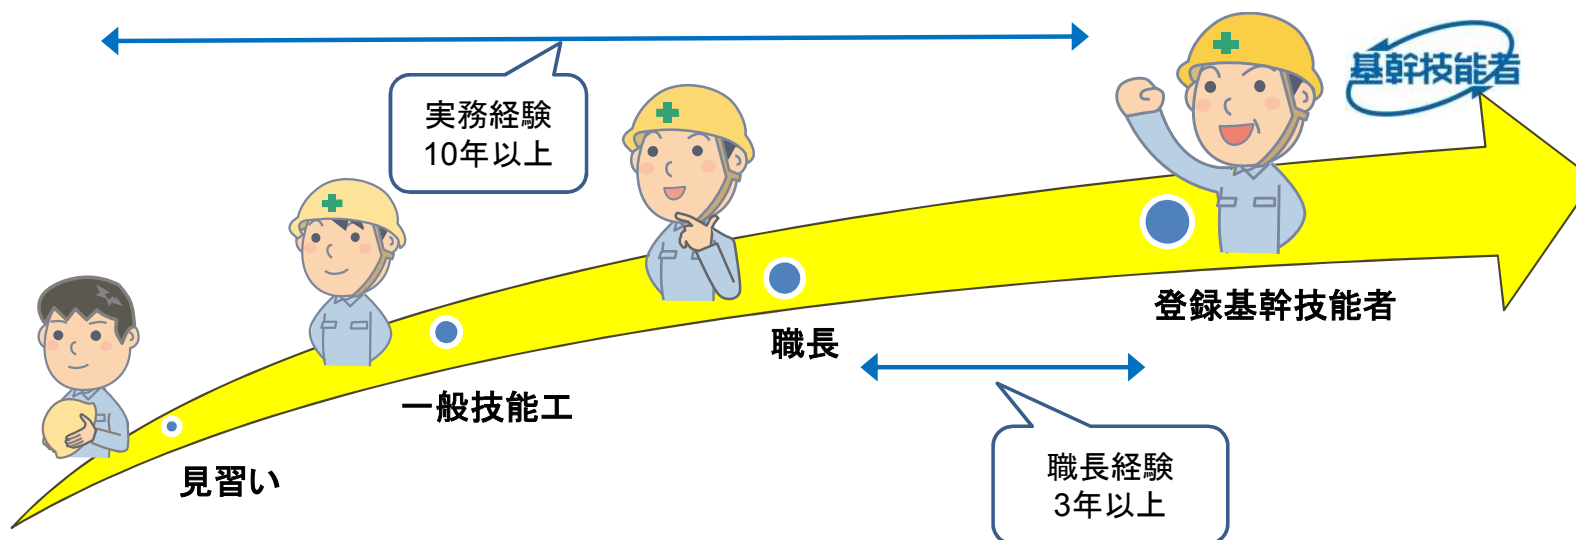 基幹技能者
実務経験
10年以上
登録基幹技能者
職長
一般技能工
見習い
職長経験
3年以上